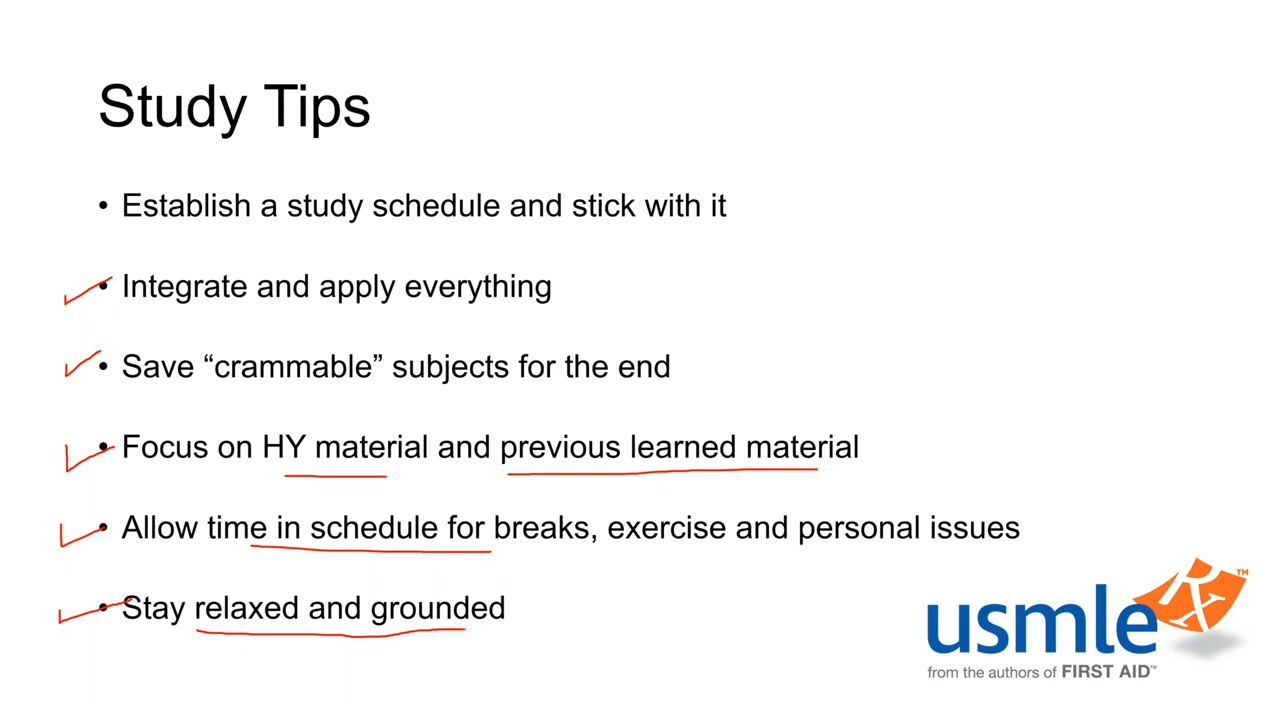 Study Tips
• Establish a study schedule and stick with it
• Integrate and apply everything
• Save “crammable” subjects for the end
• Focus on HY material and previous learned material
• Allow time in schedule for breaks, exercise and personal issues
• Stay relaxed and grounded
usmle Rx™
from the authors of FIRST AID™